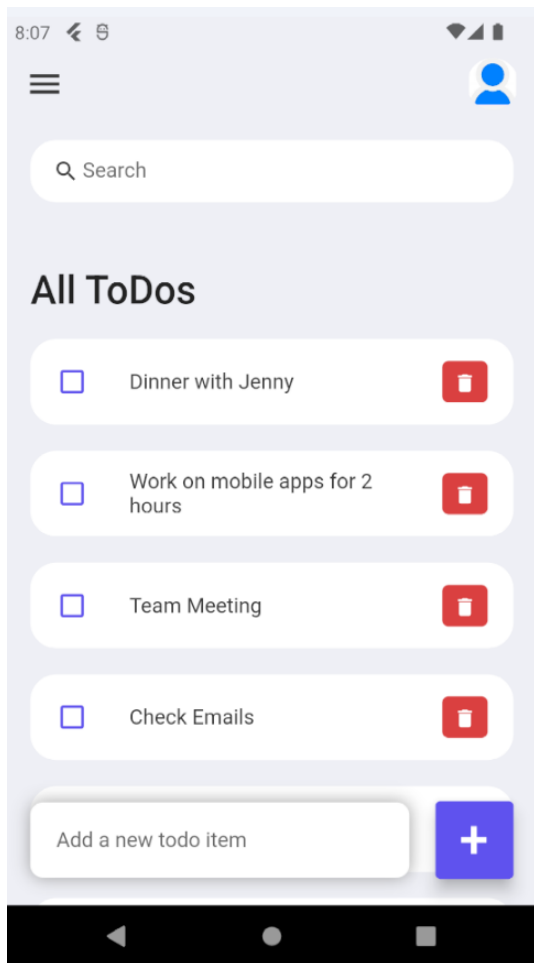 8:07
Search
All ToDos
Dinner with Jenny
Work on mobile apps for 2
hours
Team Meeting
Check Emails
Add a new todo item